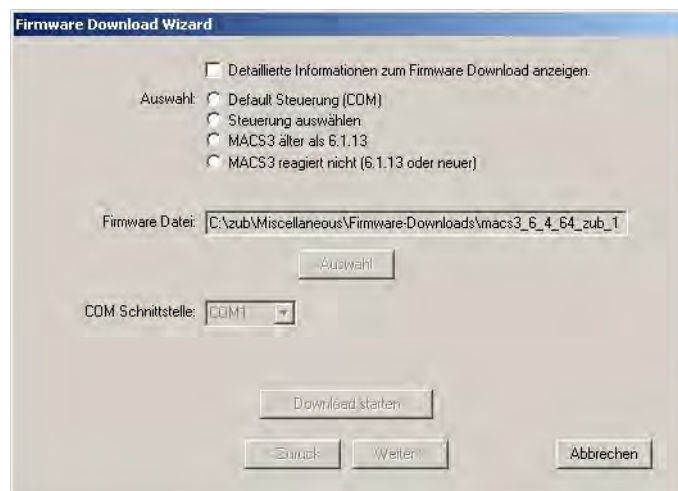 Firmware Download Wizard
Detaillierte Informationen zum Firmware Download anzeigen.
Auswahl:
Default Steuerung (COM)
Steuerung auswählen
MACS3 älter als 6.1.13
MACS3 reagiert nicht (6.1.13 oder neuer)
Firmware Datei: C:\zub\Miscellaneous\Firmware-Downloads\macs3_6_4_64_zub_1
Auswahl
COM Schnittstelle: COM1
Download starten
Zurück Weiter Abbrechen